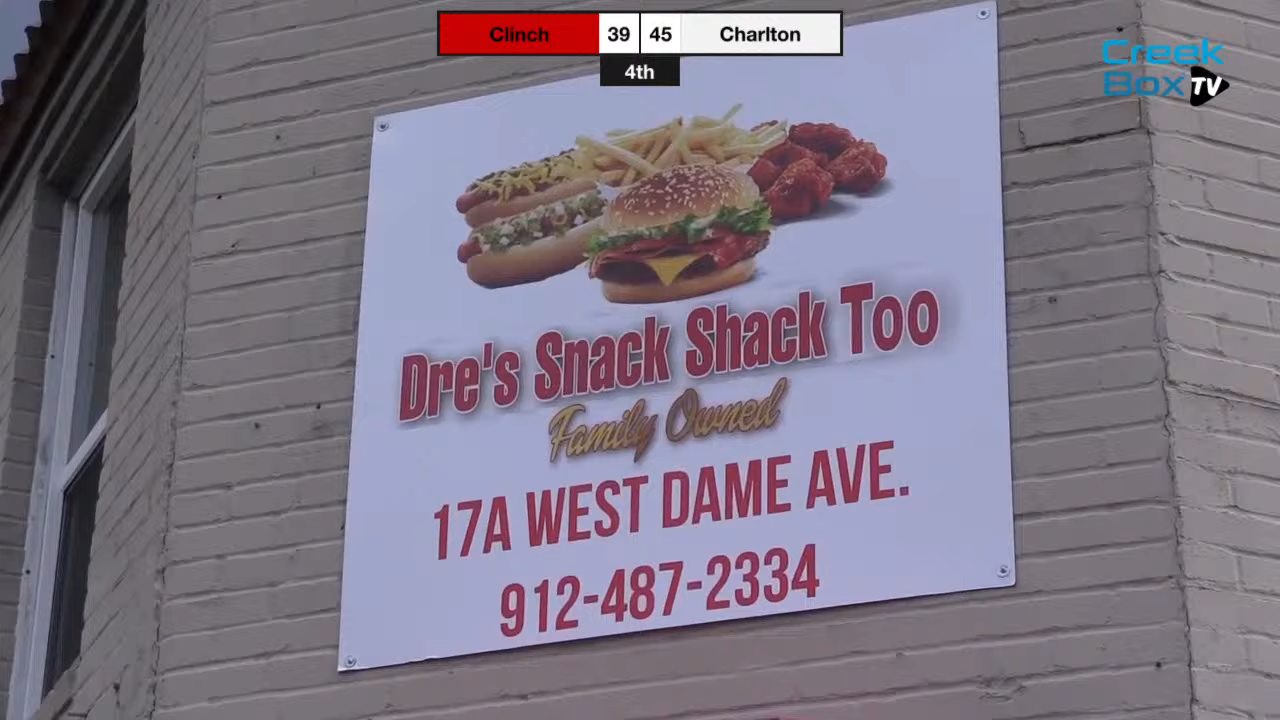 Clinch 39 45 Charlton
4th
Creek
Box TV
Dre's Snack Shack Too
Family Owned
17A WEST DAME AVE.
912-487-2334